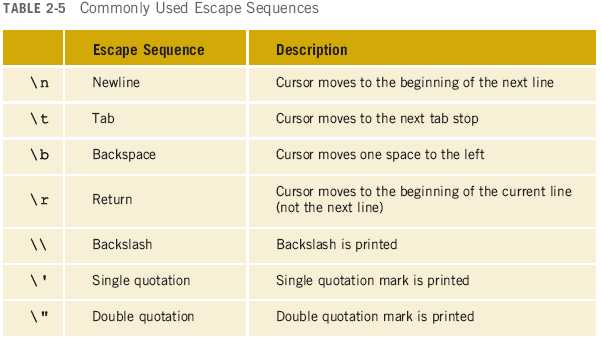 TABLE 2-5 Commonly Used Escape Sequences
Escape Sequence Description
\n Newline Cursor moves to the beginning of the next line
\t Tab Cursor moves to the next tab stop
\b Backspace Cursor moves one space to the left
\r Return Cursor moves to the beginning of the current line
(not the next line)
\\ Backslash Backslash is printed
\' Single quotation Single quotation mark is printed
\" Double quotation Double quotation mark is printed